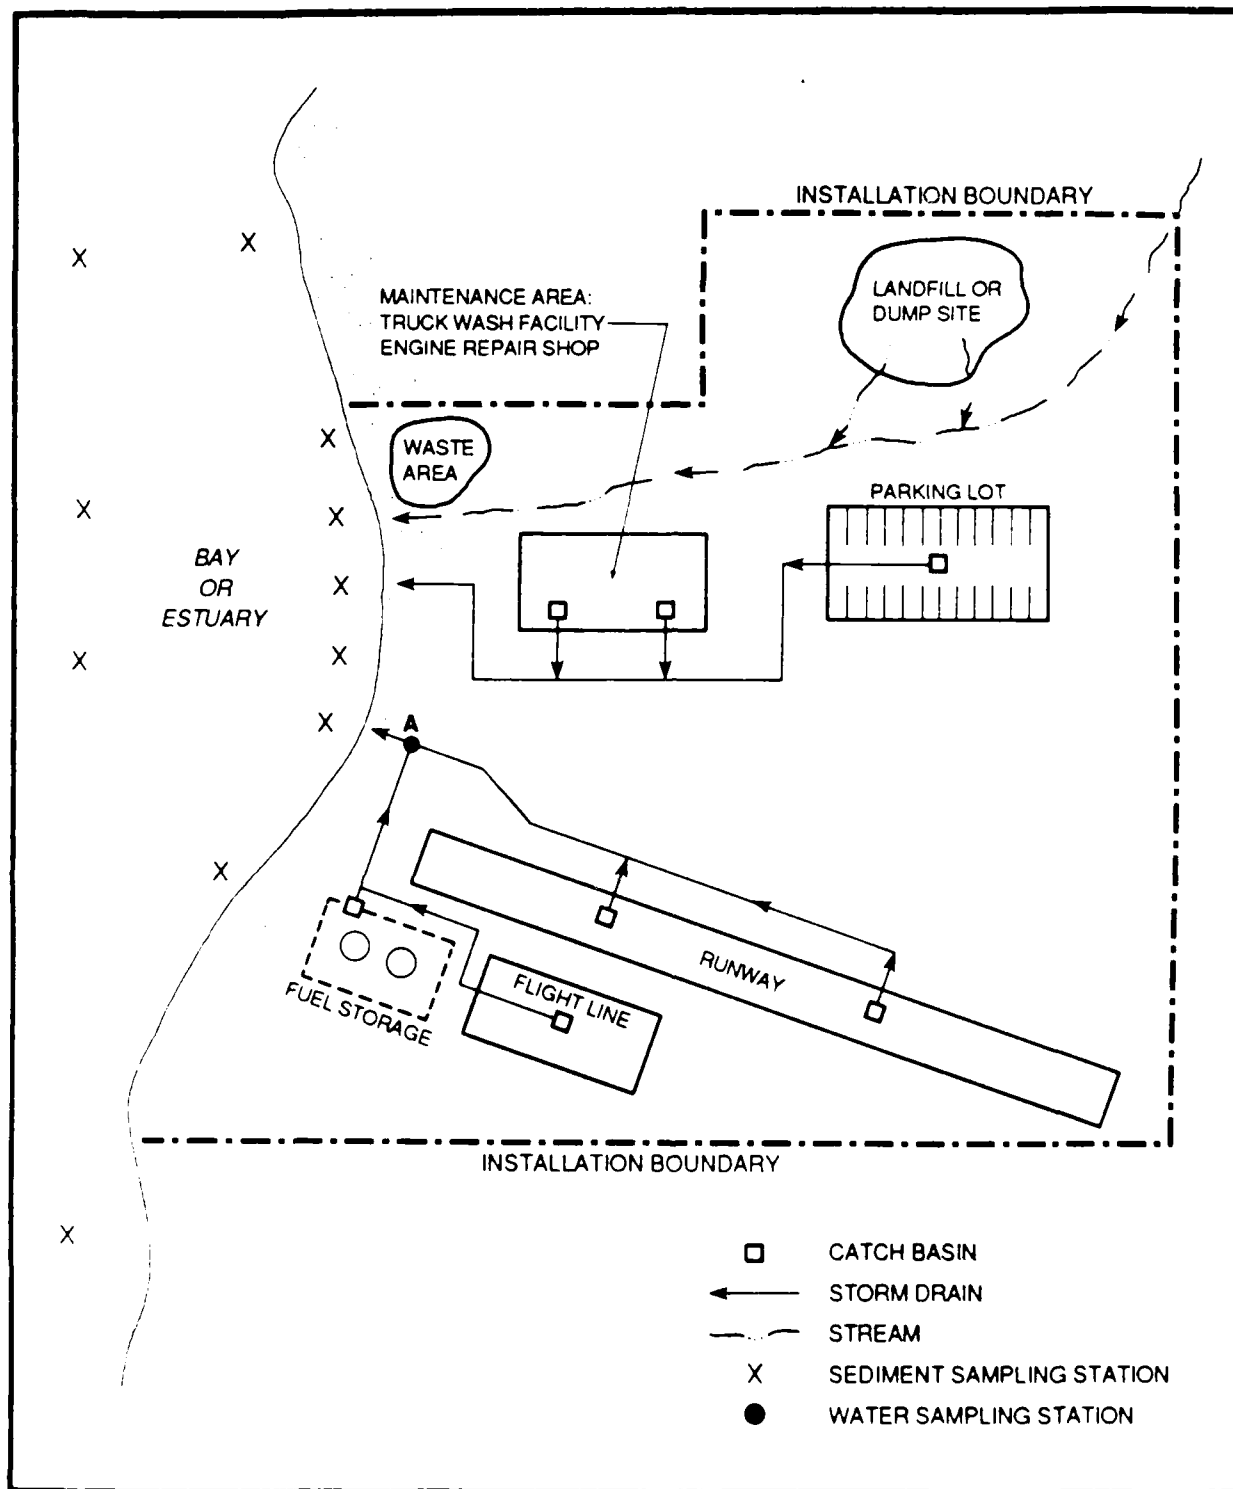 INSTALLATION BOUNDARY
LANDFILL OR
DUMP SITE
MAINTENANCE AREA:
TRUCK WASH FACILITY
ENGINE REPAIR SHOP
WASTE
AREA
PARKING LOT
BAY
OR
ESTUARY
A
RUNWAY
FLIGHT LINE
FUEL STORAGE
INSTALLATION BOUNDARY
CATCH BASIN
STORM DRAIN
STREAM
X SEDIMENT SAMPLING STATION
WATER SAMPLING STATION